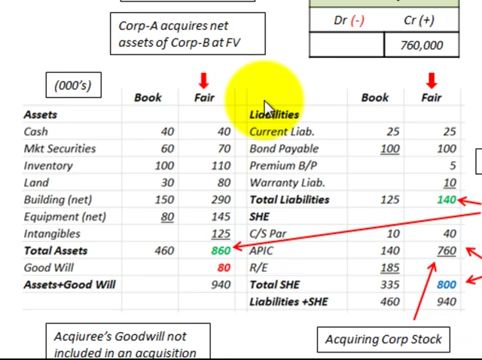 Corp-A acquires net
assets of Corp-B at FV
Dr (-) Cr (+)
760,000
(000's)
Book Fair Book Fair
Assets Liabilities
Cash 40 40 Current Liab. 25 25
Mkt Securities 60 70 Bond Payable 100 100
Inventory 100 110 Premium B/P 5
Land 30 80 Warranty Liab. 10
Building (net) 150 290 Total Liabilities 125 140
Equipment (net) 80 145 SHE
Intangibles 125 C/S Par 10 40
Total Assets 460 860 APIC 140 760
Good Will 80 R/E 185
Assets+Good Will 940 Total SHE 335 800
Liabilities +SHE 460 940
Acqiuree's Goodwill not
included in an acquisition
Acquiring Corp Stock